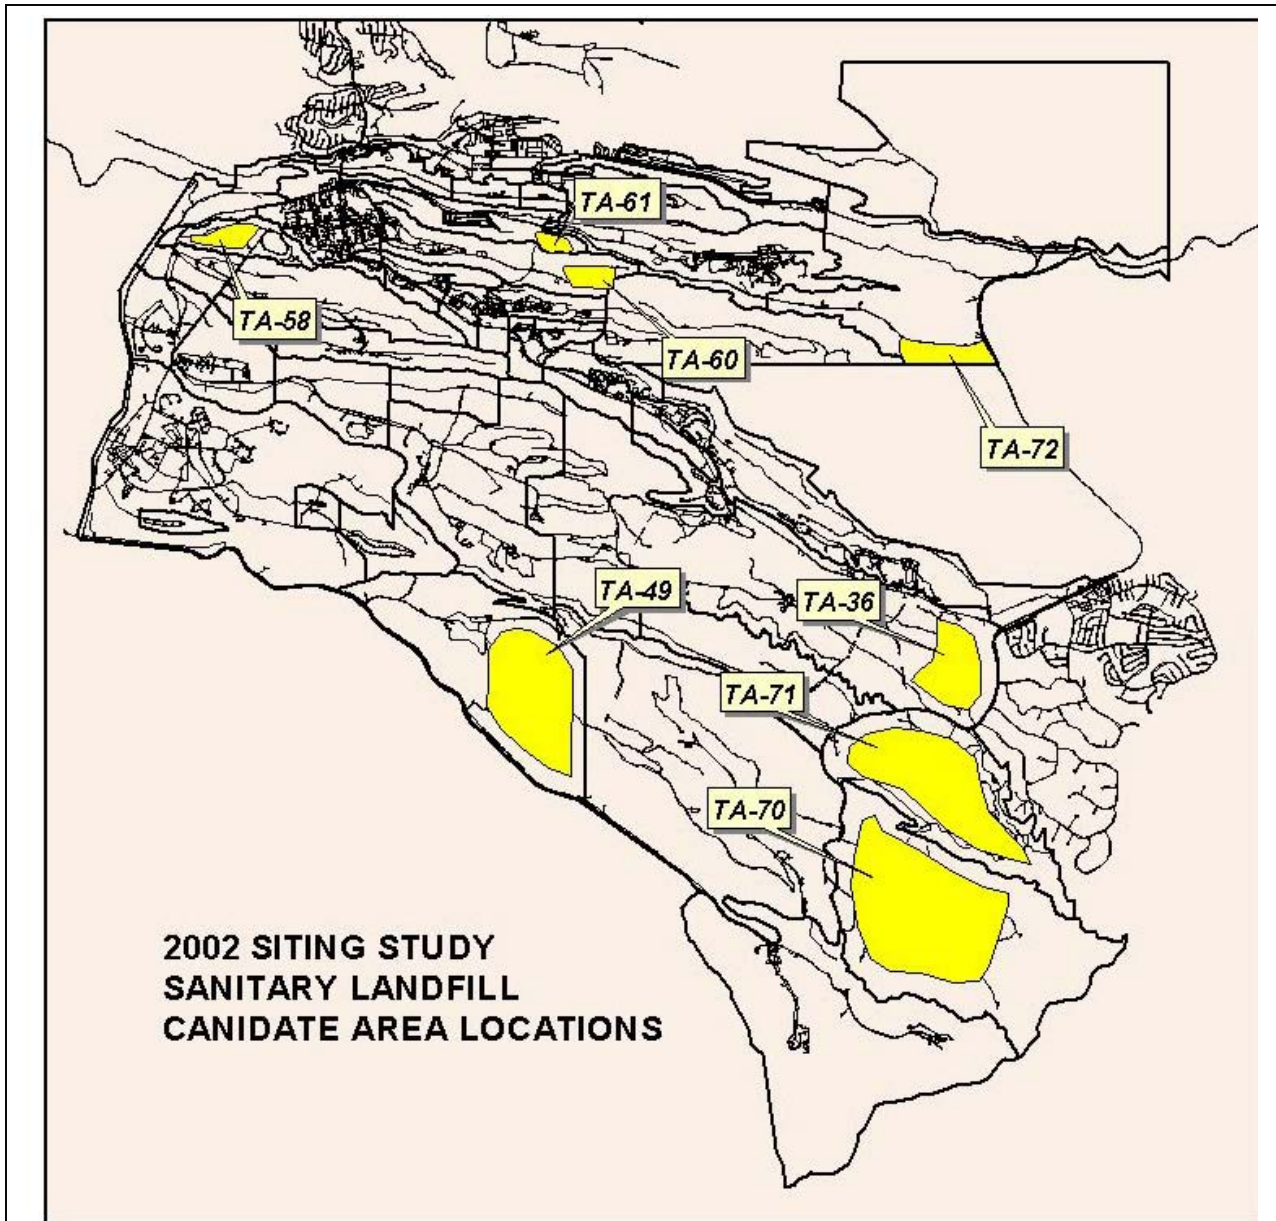 TA-61
TA-58
TA-60
TA-72
TA-49
TA-36
TA-71
TA-70
2002 SITING STUDY
SANITARY LANDFILL
CANIDATE AREA LOCATIONS